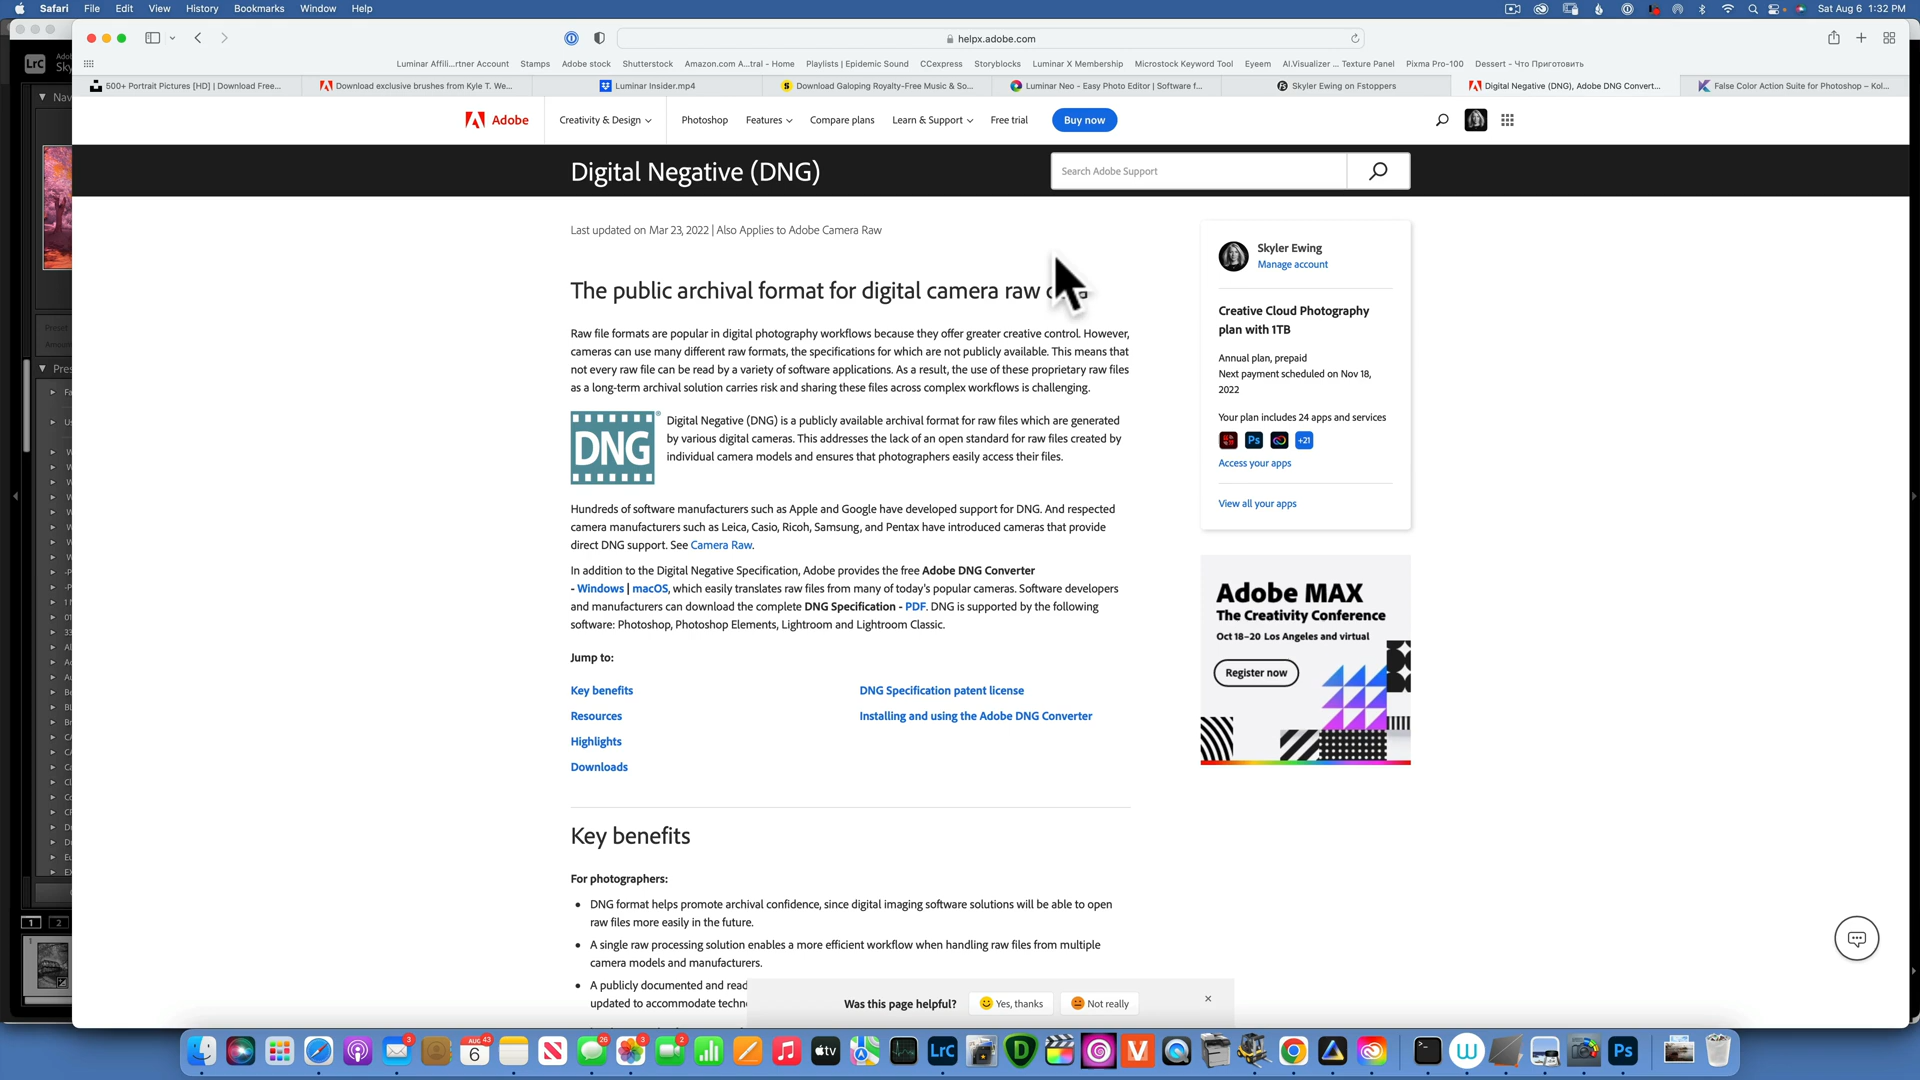 Safari File Edit View History Bookmarks Window Help
Sat Aug 6 1:32 PM
helpx.adobe.com
Luminar Affili...rtner Account Stamps Adobe stock Shutterstock Amazon.com A...tral - Home Playlists | Epidemic Sound CCexpress Storyblocks Luminar X Membership Microstock Keyword Tool Eyeem AI.Visualizer ... Texture Panel Pixma Pro-100 Dessert - Что Приготовить
500+ Portrait Pictures [HD] | Download Free... Download exclusive brushes from Kyle T. We... Luminar Insider.mp4 Download Galoping Royalty-Free Music & So... Luminar Neo - Easy Photo Editor | Software f... Skyler Ewing on Fstoppers Digital Negative (DNG), Adobe DNG Convert... False Color Action Suite for Photoshop – Kol...
LrC
Adobe Creativity & Design Photoshop Features Compare plans Learn & Support Free trial Buy now
Digital Negative (DNG)
Search Adobe Support
Last updated on Mar 23, 2022 | Also Applies to Adobe Camera Raw
The public archival format for digital camera raw
Raw file formats are popular in digital photography workflows because they offer greater creative control. However,
cameras can use many different raw formats, the specifications for which are not publicly available. This means that
not every raw file can be read by a variety of software applications. As a result, the use of these proprietary raw files
as a long-term archival solution carries risk and sharing these files across complex workflows is challenging.
DNG
Digital Negative (DNG) is a publicly available archival format for raw files which are generated
by various digital cameras. This addresses the lack of an open standard for raw files created by
individual camera models and ensures that photographers easily access their files.
Hundreds of software manufacturers such as Apple and Google have developed support for DNG. And respected
camera manufacturers such as Leica, Casio, Ricoh, Samsung, and Pentax have introduced cameras that provide
direct DNG support. See Camera Raw.
In addition to the Digital Negative Specification, Adobe provides the free Adobe DNG Converter
- Windows | macOS, which easily translates raw files from many of today's popular cameras. Software developers
and manufacturers can download the complete DNG Specification - PDF. DNG is supported by the following
software: Photoshop, Photoshop Elements, Lightroom and Lightroom Classic.
Jump to:
Key benefits
Resources
Highlights
Downloads
DNG Specification patent license
Installing and using the Adobe DNG Converter
Key benefits
For photographers:
• DNG format helps promote archival confidence, since digital imaging software solutions will be able to open
raw files more easily in the future.
• A single raw processing solution enables a more efficient workflow when handling raw files from multiple
camera models and manufacturers.
• A publicly documented and read
updated to accommodate techn
Was this page helpful? Yes, thanks Not really
Skyler Ewing
Manage account
Creative Cloud Photography
plan with 1TB
Annual plan, prepaid
Next payment scheduled on Nov 18,
2022
Your plan includes 24 apps and services
Ps +21
Access your apps
View all your apps
Adobe MAX
The Creativity Conference
Oct 18–20 Los Angeles and virtual
Register now
1 2
3 AUG 43 6 26 3 2 tv LrC Ps